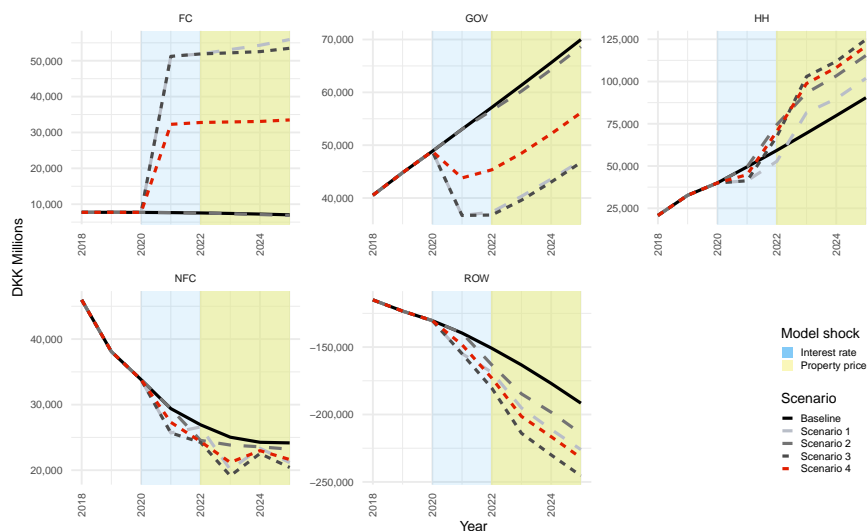 FC
GOV
HH
50,000
40,000
30,000
20,000
10,000
70,000
60,000
50,000
40,000
125,000
100,000
75,000
50,000
25,000
2018
2020
2022
2024
2018
2020
2022
2024
2018
2020
2022
2024
DKK Millions
NFC
ROW
40,000
30,000
20,000
−150,000
−200,000
−250,000
2018
2020
2022
2024
2018
2020
2022
2024
Year
Model shock
Interest rate
Property price
Scenario
Baseline
Scenario 1
Scenario 2
Scenario 3
Scenario 4